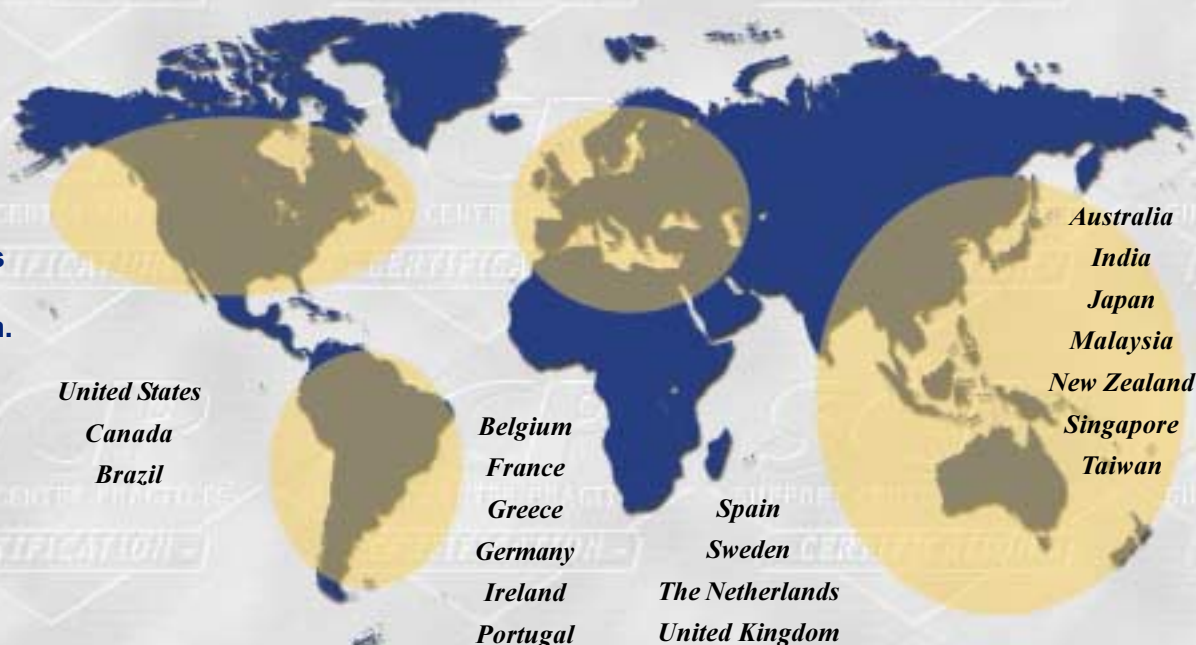 s
n.
United States
Canada
Brazil
Belgium
France
Greece
Germany
Ireland
Portugal
Spain
Sweden
The Netherlands
United Kingdom
Australia
India
Japan
Malaysia
New Zealand
Singapore
Taiwan